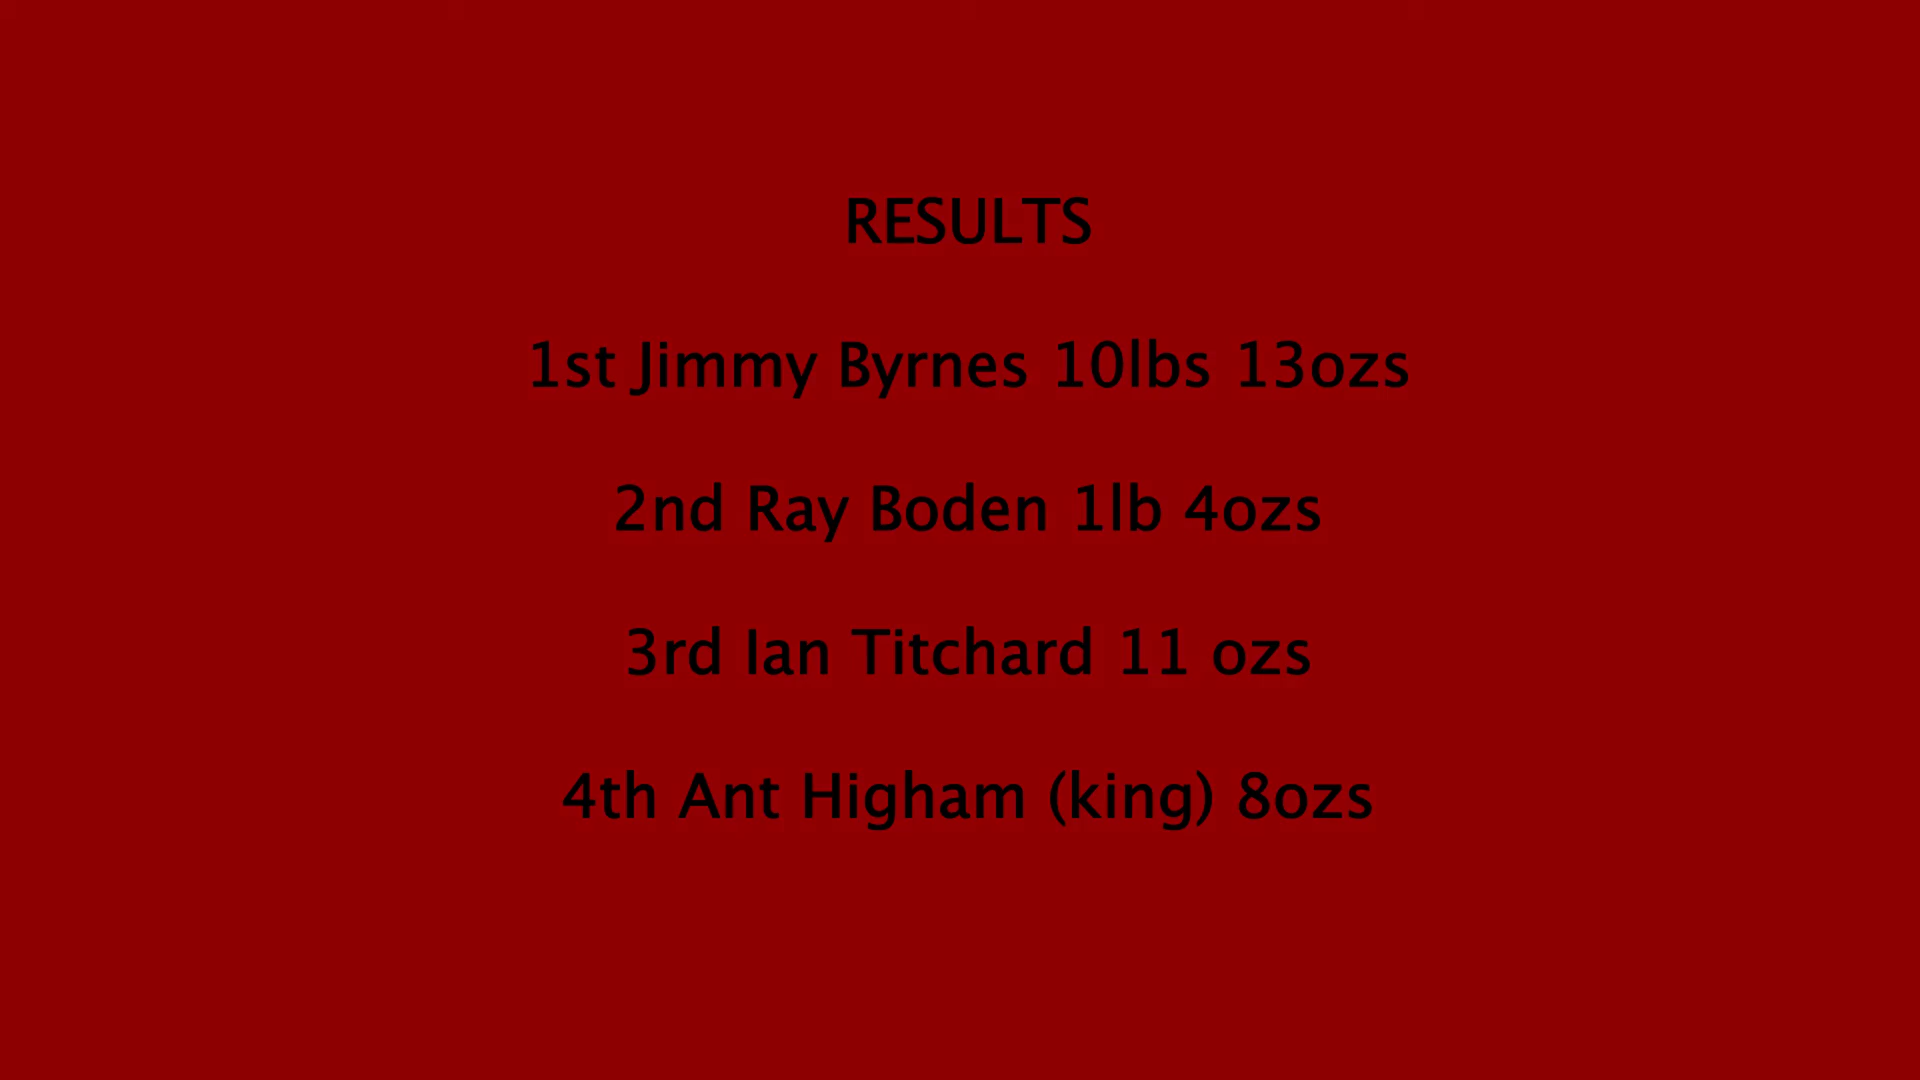 RESULTS
1st Jimmy Byrnes 10lbs 13ozs
2nd Ray Boden 1lb 4ozs
3rd Ian Titchard 11 ozs
4th Ant Higham (king) 8ozs